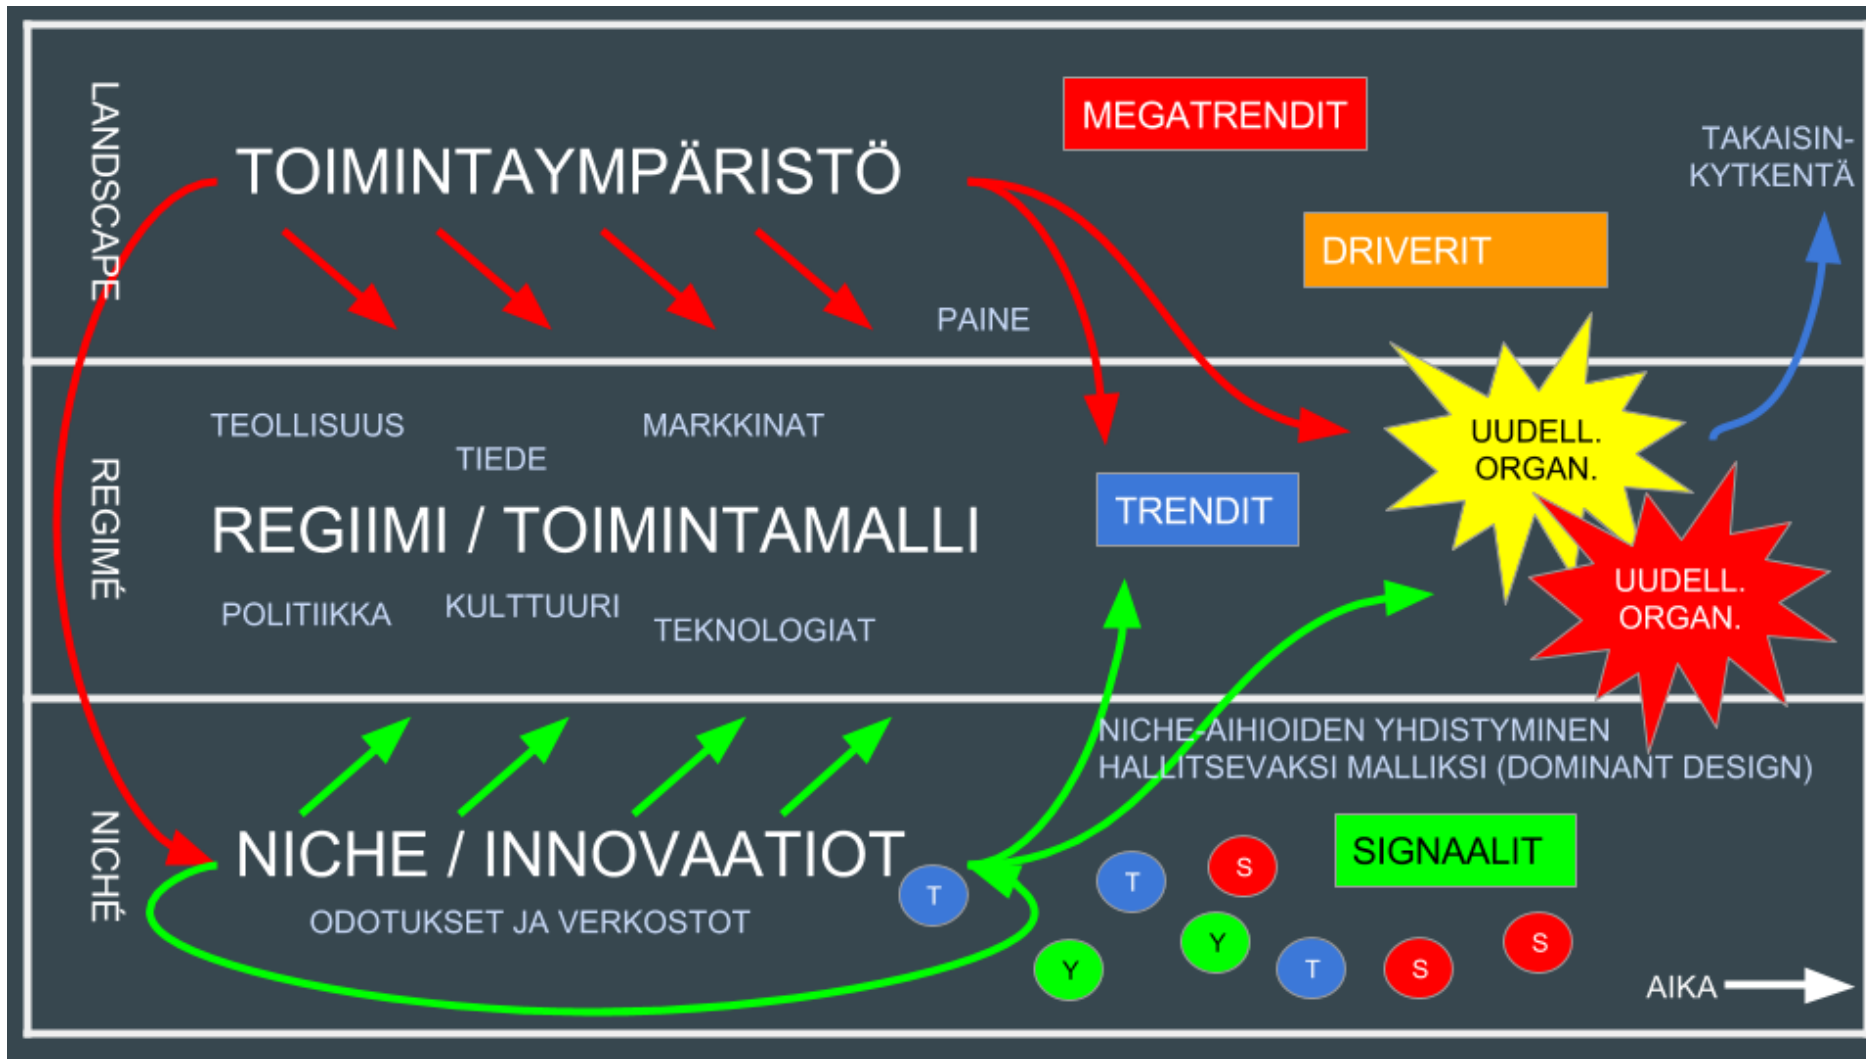 LANDSCAPE
TOIMINTAYMPÄRISTÖ
MEGATRENDIT
TAKAISIN-
KYTKENTÄ
DRIVERIT
PAINE
REGIMÉ
TEOLLISUUS
TIEDE
MARKKINAT
REGIIMI / TOIMINTAMALLI
POLITIIKKA
KULTTUURI
TEKNOLOGIAT
TRENDIT
UUDELL.
ORGAN.
UUDELL.
ORGAN.
NICHÉ
NICHE / INNOVAATIOT
ODOTUKSET JA VERKOSTOT
NICHE-AIHIOIDEN YHDISTYMINEN
HALLITSEVAKSI MALLIKSI (DOMINANT DESIGN)
SIGNAALIT
T
T
S
Y
Y
T
S
S
AIKA